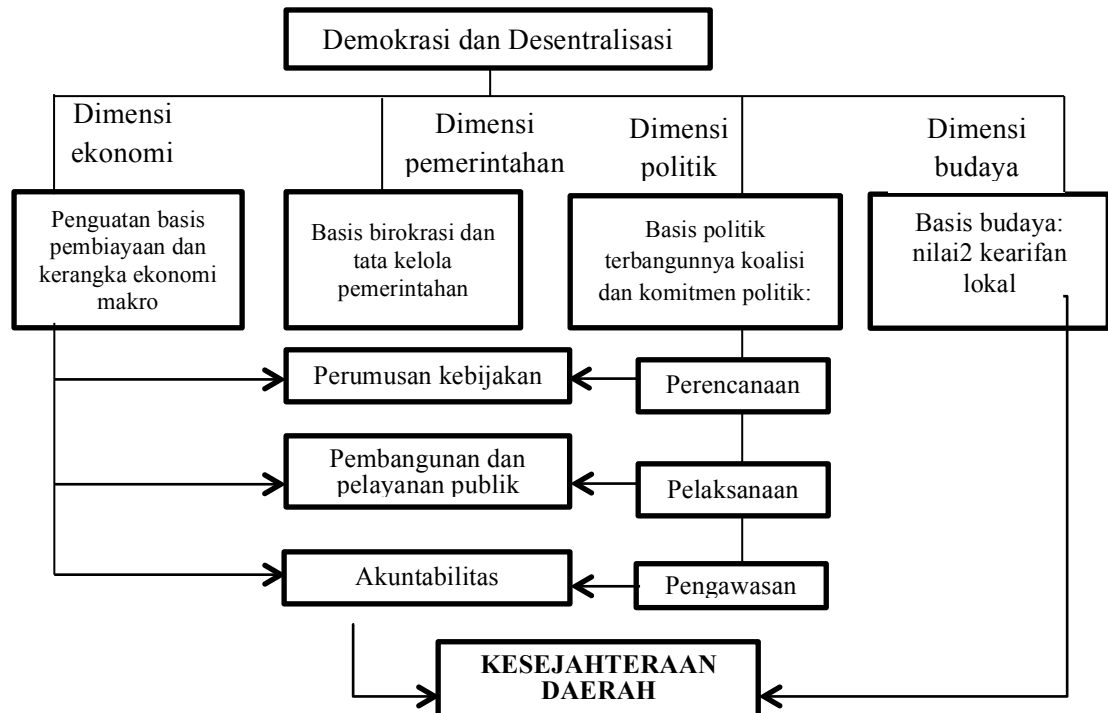 Demokrasi dan Desentralisasi
Dimensi
ekonomi
Dimensi
pemerintahan
Dimensi
politik
Dimensi
budaya
Penguatan basis
pembiayaan dan
kerangka ekonomi
makro
Basis birokrasi dan
tata kelola
pemerintahan
Basis politik
terbangunnya koalisi
dan komitmen politik:
Basis budaya:
nilai2 kearifan
lokal
Perumusan kebijakan
Perencanaan
Pembangunan dan
pelayanan publik
Pelaksanaan
Akuntabilitas
Pengawasan
KESEJAHTERAAN
DAERAH